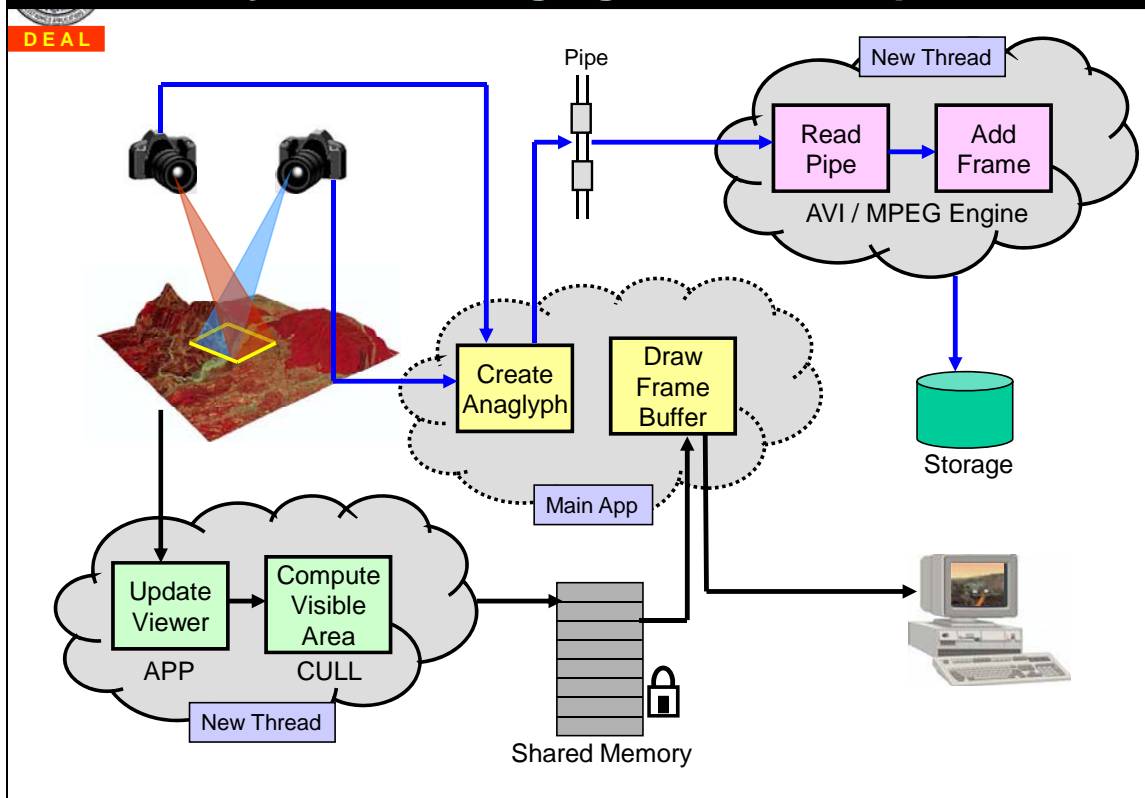 DEAL
Pipe
New Thread
Read
Pipe
Add
Frame
AVI / MPEG Engine
Create
Anaglyph
Draw
Frame
Buffer
Main App
Storage
Update
Viewer
APP
Compute
Visible
Area
CULL
New Thread
Shared Memory